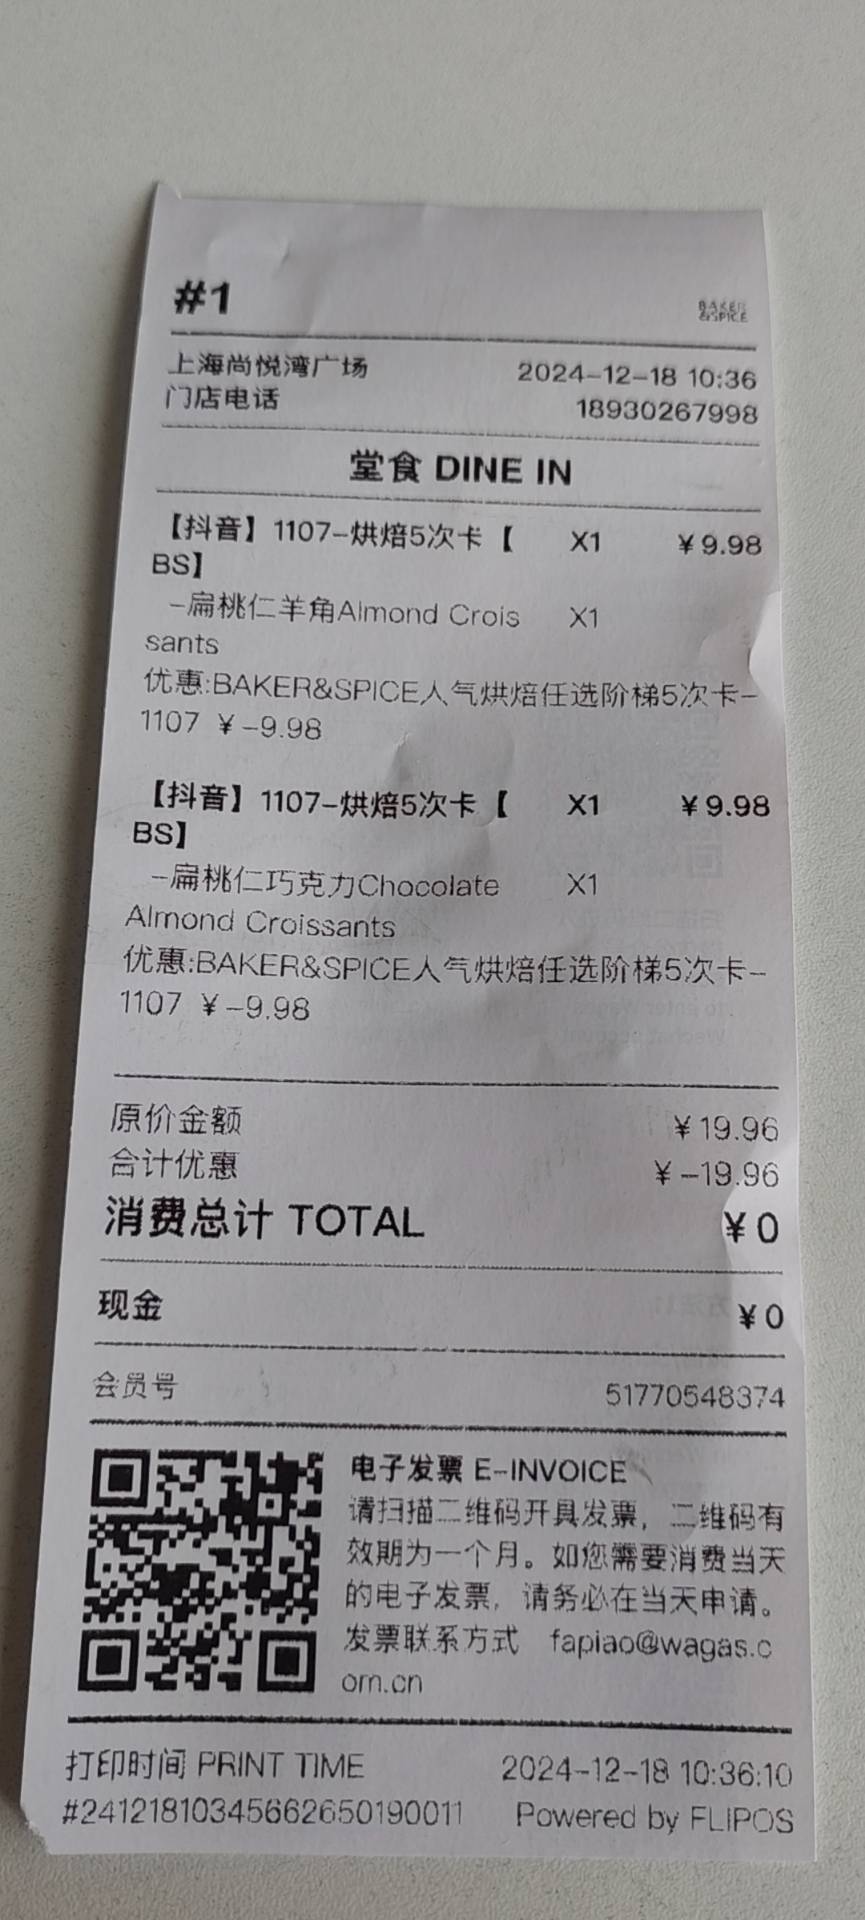 #1
BAKER
&SPICE
上海尚悦湾广场 2024-12-18 10:36
门店电话 18930267998
堂食 DINE IN
【抖音】1107-烘焙5次卡【 X1 ¥9.98
BS】
-扁桃仁羊角Almond Crois X1
sants
优惠:BAKER&SPICE人气烘焙任选阶梯5次卡-
1107 ¥-9.98
【抖音】1107-烘焙5次卡【 X1 ¥9.98
BS】
-扁桃仁巧克力Chocolate X1
Almond Croissants
优惠:BAKER&SPICE人气烘焙任选阶梯5次卡-
1107 ¥-9.98
原价金额 ¥19.96
合计优惠 ¥-19.96
消费总计 TOTAL ¥0
现金 ¥0
会员号 51770548374
电子发票 E-INVOICE
请扫描二维码开具发票，二维码有
效期为一个月。如您需要消费当天
的电子发票，请务必在当天申请。
发票联系方式 fapiao@wagas.c
om.cn
打印时间 PRINT TIME 2024-12-18 10:36:10
#241218103456626501​90011 Powered by FLIPOS